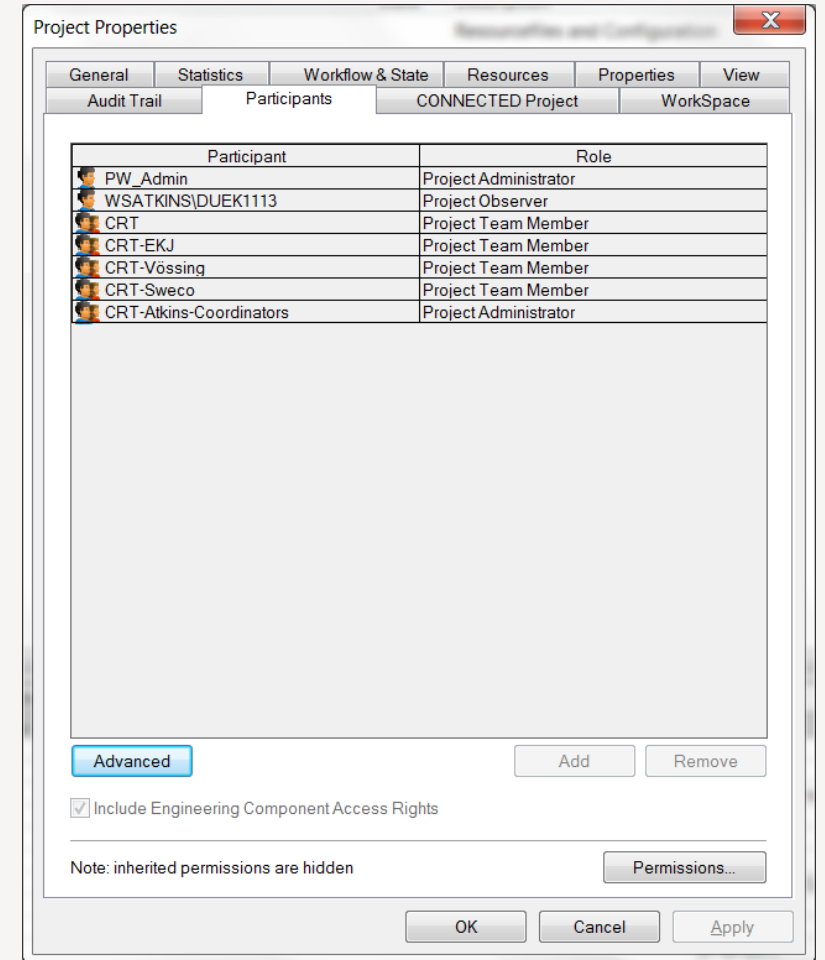 Project Properties
General Statistics Workflow & State Resources Properties View
Audit Trail Participants CONNECTED Project WorkSpace
Participant Role
PW_Admin Project Administrator
WSATKINS\DUEK1113 Project Observer
CRT Project Team Member
CRT-EKJ Project Team Member
CRT-Vössing Project Team Member
CRT-Sweco Project Team Member
CRT-Atkins-Coordinators Project Administrator
Advanced Add Remove
Include Engineering Component Access Rights
Note: inherited permissions are hidden Permissions...
OK Cancel Apply